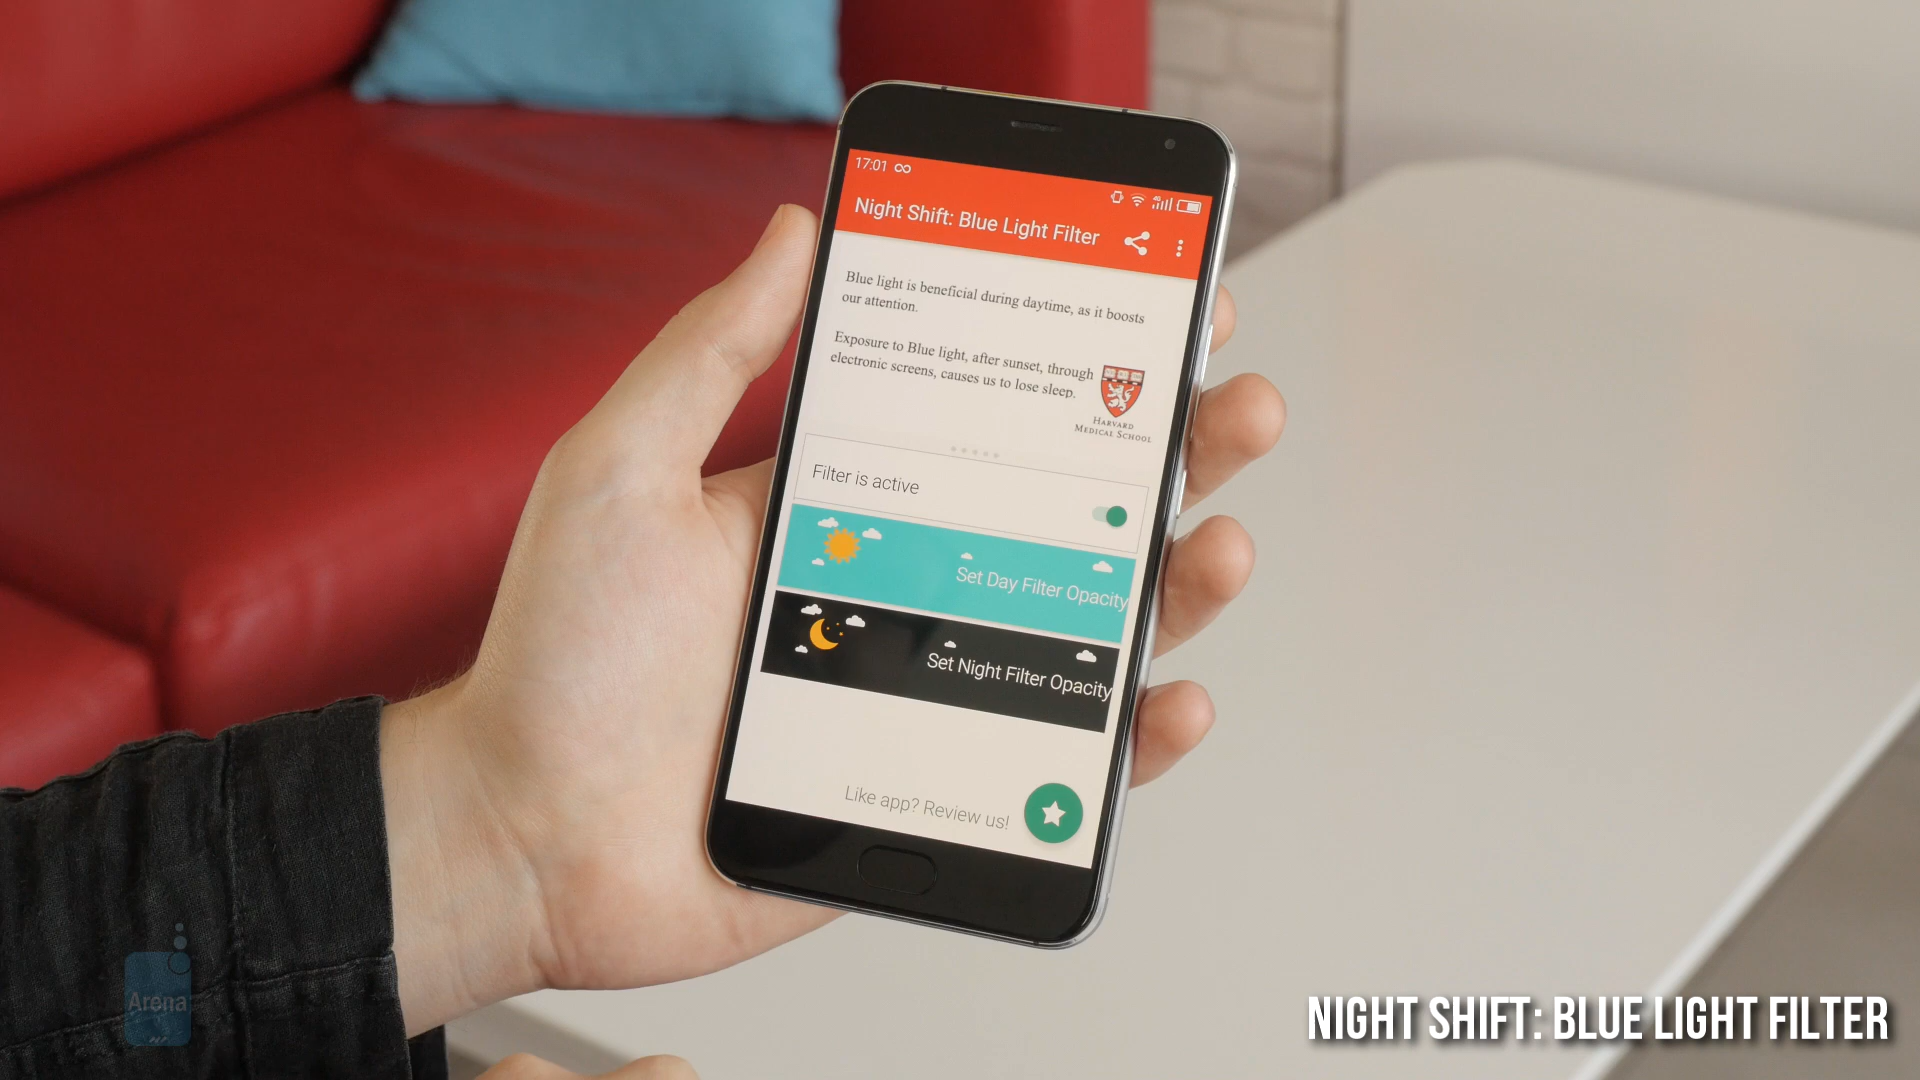 17:01
4G
Night Shift: Blue Light Filter
Blue light is beneficial during daytime, as it boosts
our attention.
Exposure to Blue light, after sunset, through
electronic screens, causes us to lose sleep.
HARVARD
MEDICAL SCHOOL
Filter is active
Set Day Filter Opacity
Set Night Filter Opacity
Like app? Review us!
Arena
NIGHT SHIFT: BLUE LIGHT FILTER